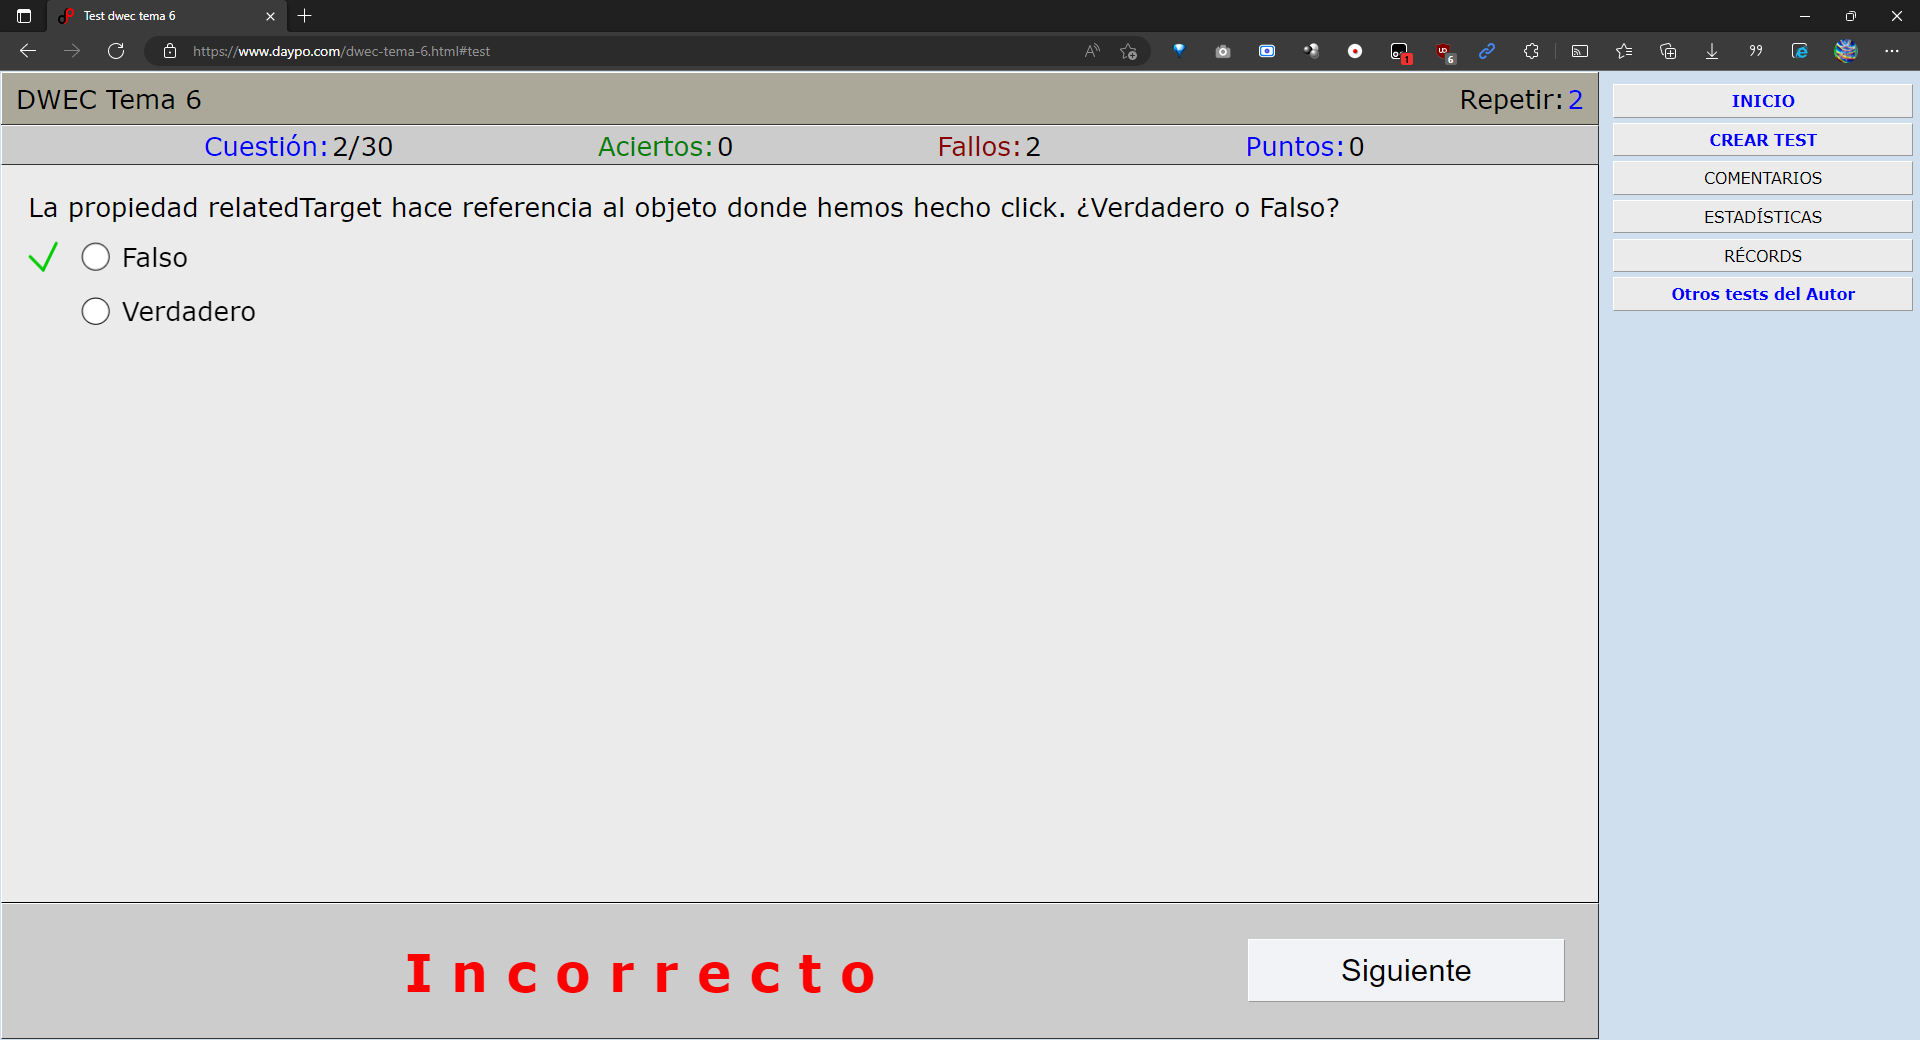 Test dwec tema 6
https://www.daypo.com/dwec-tema-6.html#test
1
6
DWEC Tema 6
Repetir: 2
Cuestión: 2/30 Aciertos: 0 Fallos: 2 Puntos: 0
La propiedad relatedTarget hace referencia al objeto donde hemos hecho click. ¿Verdadero o Falso?
Falso
Verdadero
Incorrecto
Siguiente
INICIO
CREAR TEST
COMENTARIOS
ESTADÍSTICAS
RÉCORDS
Otros tests del Autor